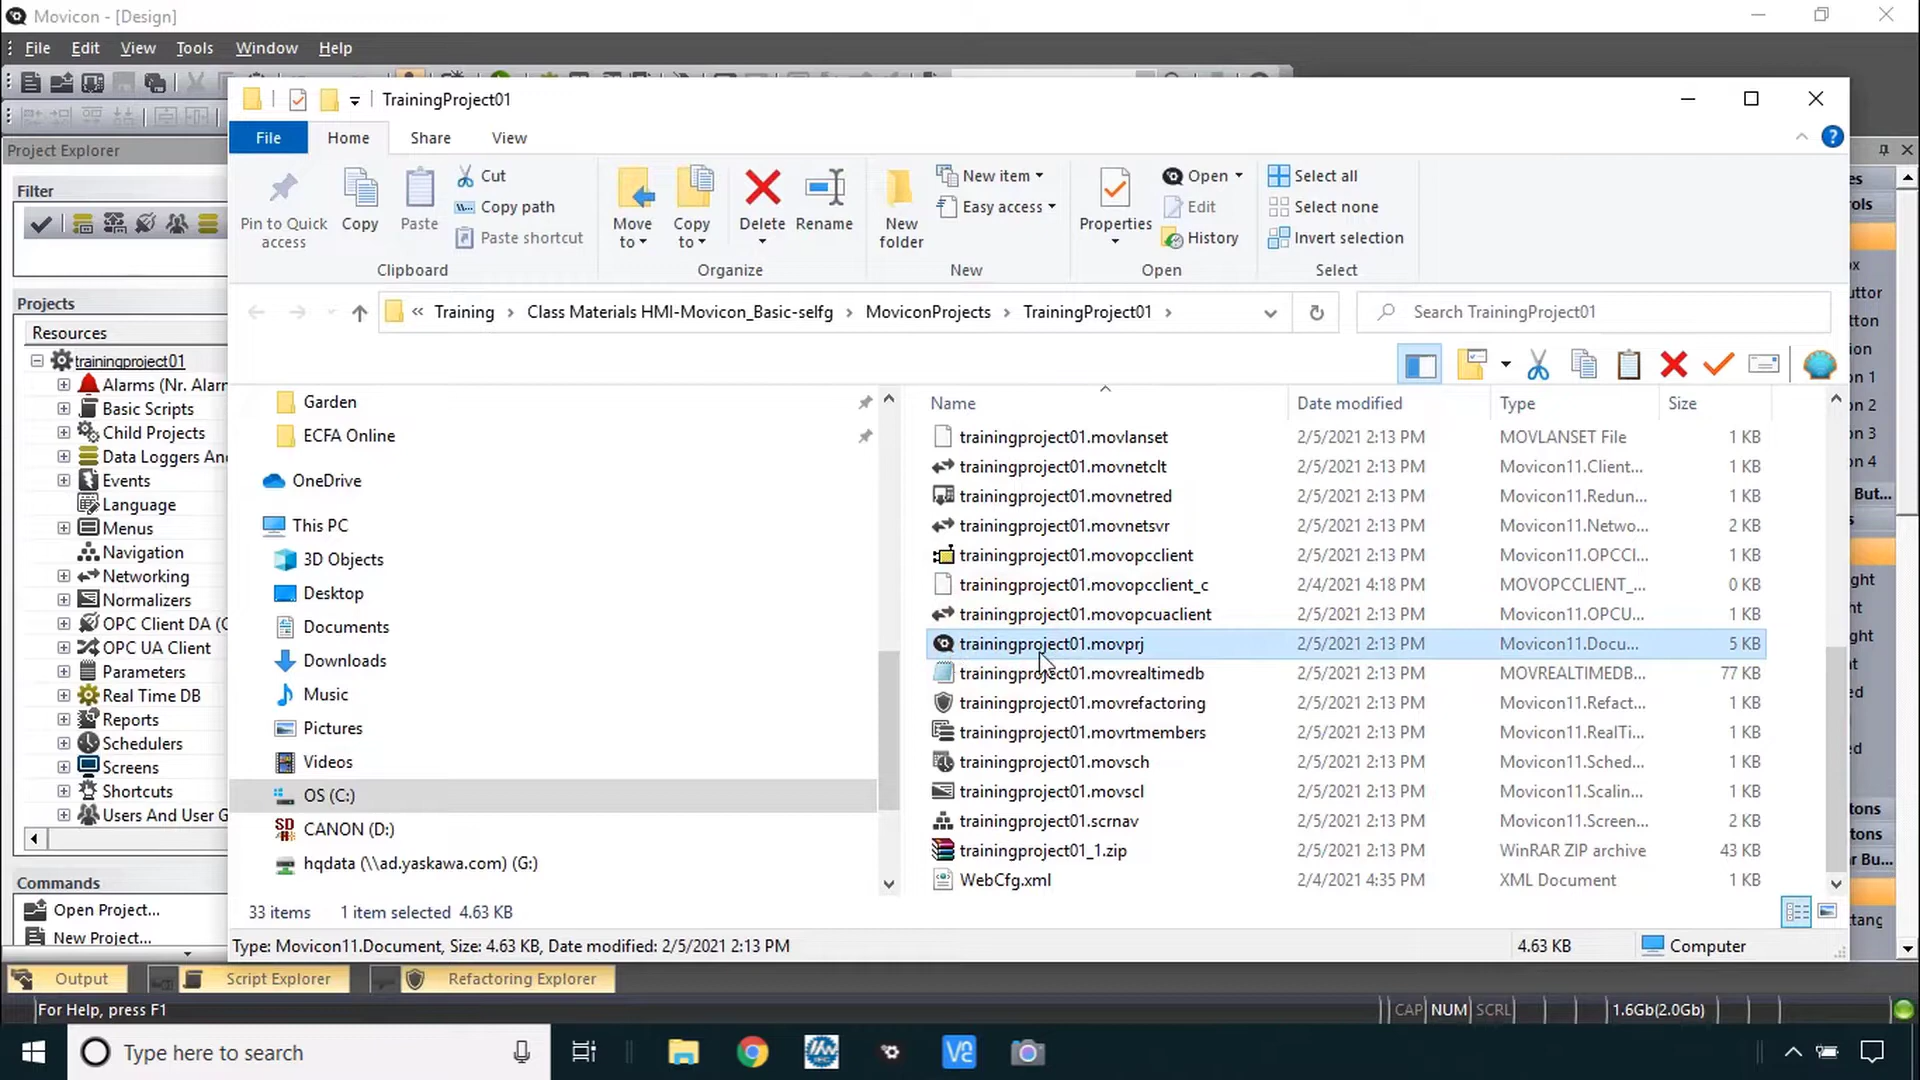 Movicon - [Design]
File Edit View Tools Window Help
TrainingProject01
File Home Share View
Project Explorer
Filter
Pin to Quick access
Copy
Paste
Cut
Copy path
Paste shortcut
Clipboard
Move to
Copy to
Delete
Rename
Organize
New folder
New item
Easy access
New
Properties
Open
Edit
History
Open
Select all
Select none
Invert selection
Select
« Training > Class Materials HMI-Movicon_Basic-selfg > MoviconProjects > TrainingProject01 >
Search TrainingProject01
Projects
Resources
trainingproject01
Alarms (Nr. Alarr
Basic Scripts
Child Projects
Data Loggers An
Events
Language
Menus
Navigation
Networking
Normalizers
OPC Client DA (C
OPC UA Client
Parameters
Real Time DB
Reports
Schedulers
Screens
Shortcuts
Users And User G
Commands
Open Project...
New Project...
Garden
ECFA Online
OneDrive
This PC
3D Objects
Desktop
Documents
Downloads
Music
Pictures
Videos
OS (C:)
CANON (D:)
hqdata (\\ad.yaskawa.com) (G:)
Name Date modified Type Size
trainingproject01.movlanset 2/5/2021 2:13 PM MOVLANSET File 1 KB
trainingproject01.movnetclt 2/5/2021 2:13 PM Movicon11.Client... 1 KB
trainingproject01.movnetred 2/5/2021 2:13 PM Movicon11.Redun... 1 KB
trainingproject01.movnetsvr 2/5/2021 2:13 PM Movicon11.Netwo... 2 KB
trainingproject01.movopcclient 2/5/2021 2:13 PM Movicon11.OPCCl... 1 KB
trainingproject01.movopcclient_c 2/4/2021 4:18 PM MOVOPCCLIENT_... 0 KB
trainingproject01.movopcuaclient 2/5/2021 2:13 PM Movicon11.OPCU... 1 KB
trainingproject01.movprj 2/5/2021 2:13 PM Movicon11.Docu... 5 KB
trainingproject01.movrealtimedb 2/5/2021 2:13 PM MOVREALTIMEDB... 77 KB
trainingproject01.movrefactoring 2/5/2021 2:13 PM Movicon11.Refact... 1 KB
trainingproject01.movrtmembers 2/5/2021 2:13 PM Movicon11.RealTi... 1 KB
trainingproject01.movsch 2/5/2021 2:13 PM Movicon11.Sched... 1 KB
trainingproject01.movscl 2/5/2021 2:13 PM Movicon11.Scalin... 1 KB
trainingproject01.scrnav 2/5/2021 2:13 PM Movicon11.Screen... 2 KB
trainingproject01_1.zip 2/5/2021 2:13 PM WinRAR ZIP archive 43 KB
WebCfg.xml 2/4/2021 4:35 PM XML Document 1 KB
33 items 1 item selected 4.63 KB
Type: Movicon11.Document, Size: 4.63 KB, Date modified: 2/5/2021 2:13 PM 4.63 KB Computer
Output Script Explorer Refactoring Explorer
For Help, press F1 CAP NUM SCRL 1.6Gb(2.0Gb)
Type here to search